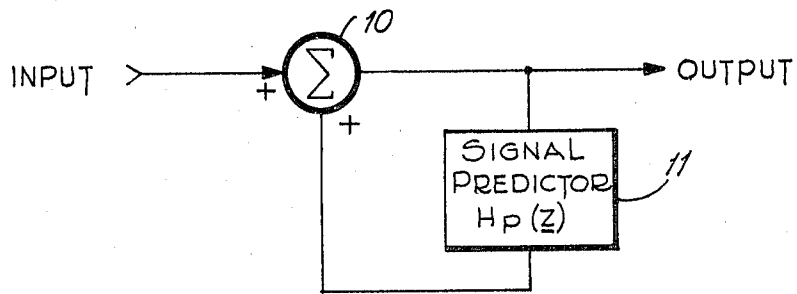 10
INPUT
Σ
OUTPUT
+
+
SIGNAL
PREDICTOR
Hp (z)
11